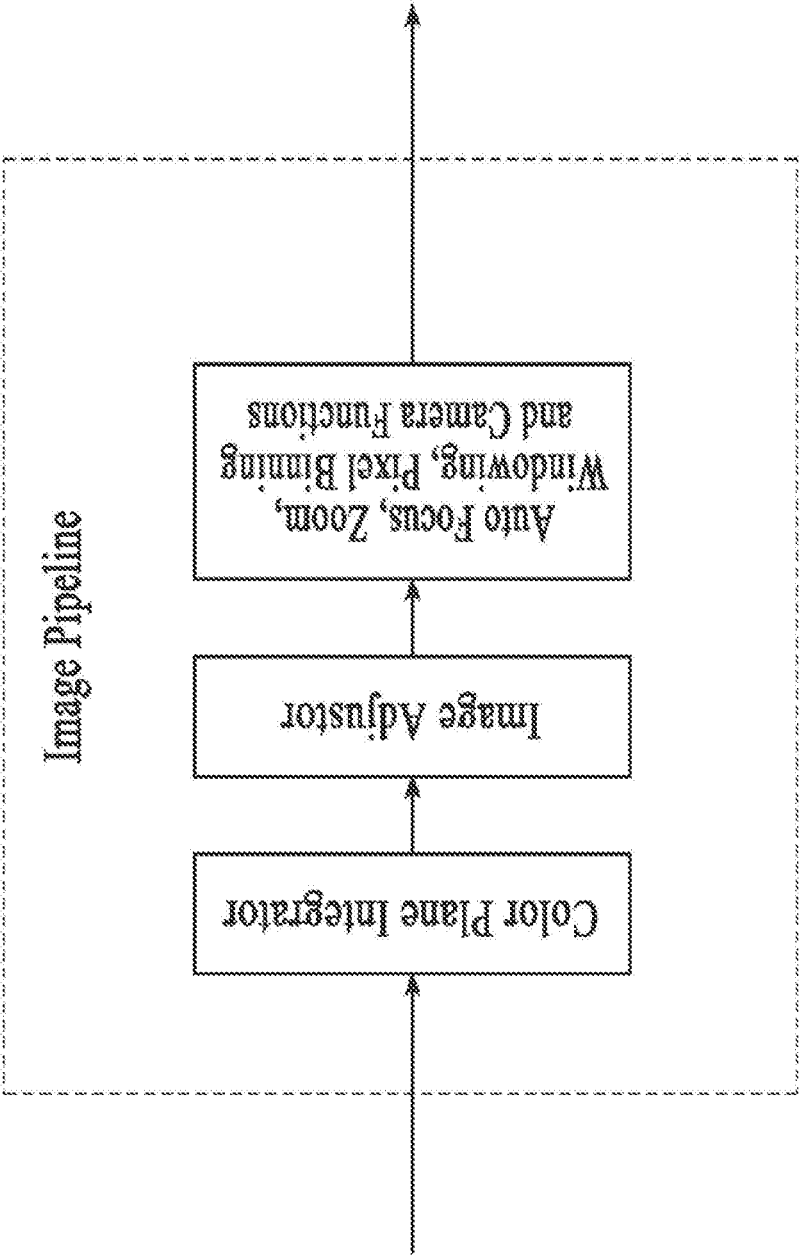 Image Pipeline
Color Plane Integrator
Image Adjustor
Auto Focus, Zoom,
Windowing, Pixel Binning
and Camera Functions